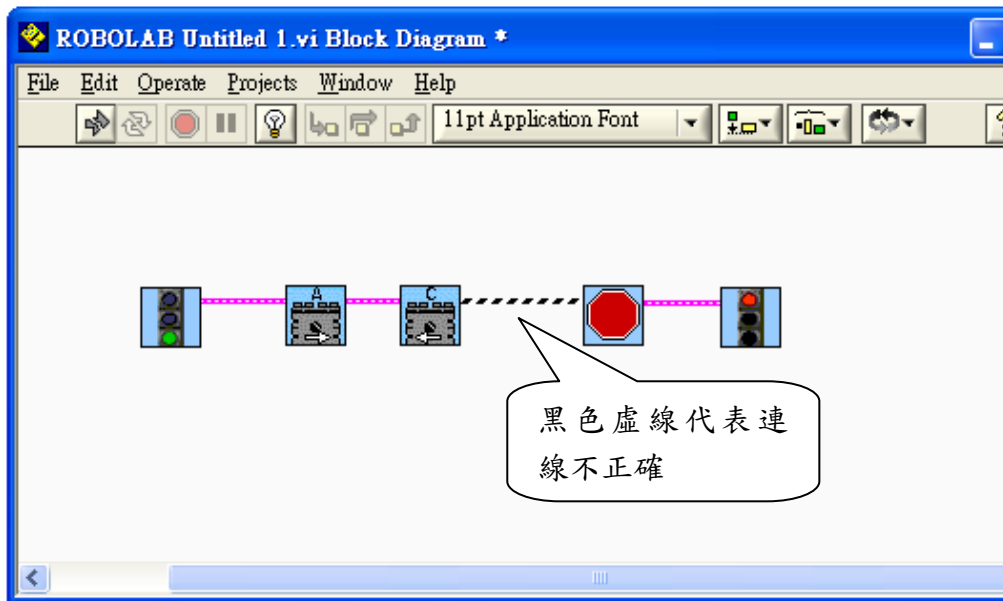 ROBOLAB Untitled 1.vi Block Diagram *
File Edit Operate Projects Window Help
11pt Application Font
A
C
黑色虛線代表連
線不正確